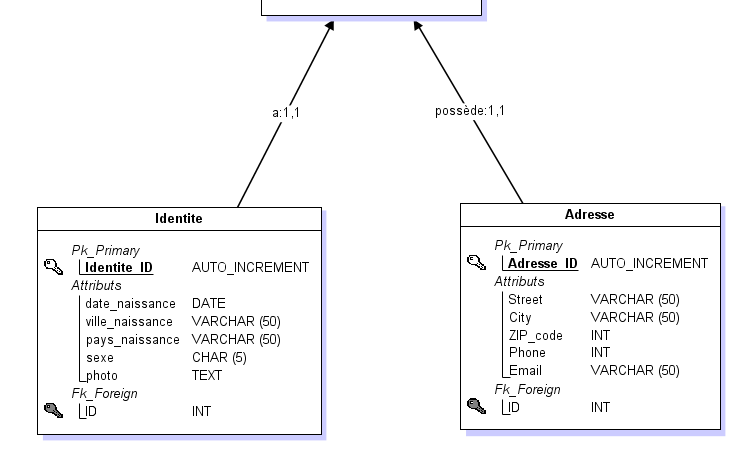 a:1,1
possède:1,1
Identite
Pk_Primary
Identite_ID AUTO_INCREMENT
Attributs
date_naissance DATE
ville_naissance VARCHAR (50)
pays_naissance VARCHAR (50)
sexe CHAR (5)
photo TEXT
Fk_Foreign
ID INT
Adresse
Pk_Primary
Adresse_ID AUTO_INCREMENT
Attributs
Street VARCHAR (50)
City VARCHAR (50)
ZIP_code INT
Phone INT
Email VARCHAR (50)
Fk_Foreign
ID INT